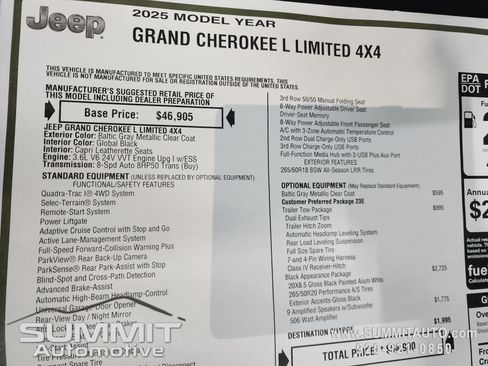 Jeep
2025 MODEL YEAR
GRAND CHEROKEE L LIMITED 4X4
THIS VEHICLE IS MANUFACTURED TO MEET SPECIFIC UNITED STATES REQUIREMENTS. THIS
VEHICLE IS NOT MANUFACTURED FOR SALE OR REGISTRATION OUTSIDE OF THE UNITED STATES.
MANUFACTURER'S SUGGESTED RETAIL PRICE OF
THIS MODEL INCLUDING DEALER PREPARATION
Base Price: $46,905
JEEP GRAND CHEROKEE L LIMITED 4X4
Exterior Color: Baltic Gray Metallic Clear Coat
Interior Color: Global Black
Interior: Capri Leatherette Seats
Engine: 3.6L V6 24V VVT Engine Upg I w/ESS
Transmission: 8-Spd Auto 8HP50 Trans (Buy)
STANDARD EQUIPMENT (UNLESS REPLACED BY OPTIONAL EQUIPMENT)
FUNCTIONAL/SAFETY FEATURES
Quadra-Trac I® 4WD System
Selec-Terrain® System
Remote-Start System
Power Liftgate
Adaptive Cruise Control with Stop and Go
Active Lane-Management System
Full-Speed Forward-Collision Warning Plus
ParkView® Rear Back-Up Camera
ParkSense® Rear Park-Assist with Stop
Blind-Spot and Cross-Path Detection
Advanced Brake-Assist
Automatic High-Beam Headlamp-Control
Universal Garage Door Opener
Rear-View Day / Night Mirror
3rd Row 50/50 Manual Folding Seat
8-Way Power Adjustable Driver Seat
Driver-Seat Memory
8-Way Power Adjustable Front Passenger Seat
A/C with 3-Zone Automatic Temperature Control
2nd Row Dual Charge-Only USB Ports
3rd Row Charge-Only USB Ports
Full-Function Media Hub with 2-USB Plus Aux Port
EXTERIOR FEATURES
265/60R18 BSW All-Season LRR Tires
OPTIONAL EQUIPMENT (May Replace Standard Equipment)
Baltic Gray Metallic Clear Coat $595
Customer Preferred Package 23E
Trailer Tow Package $995
Dual Exhaust Tips
Trailer Hitch Zoom
Automatic Headlamp Leveling System
Rear Load Leveling Suspension
Full Size Spare Tire
7-and 4-Pin Wiring Harness
Class IV Receiver-Hitch
Black Appearance Package $2,725
20X8.5 Gloss Black Painted Alum Whls
265/50R20 Performance A/S Tires
Exterior Accents-Gloss Black
9 Amplified Speakers w/Subwoofer $1,775
506 Watt Amplifier
DESTINATION CHARGE $1,995
TOTAL PRICE:
EPA
DOT
SUMMIT
Automotive